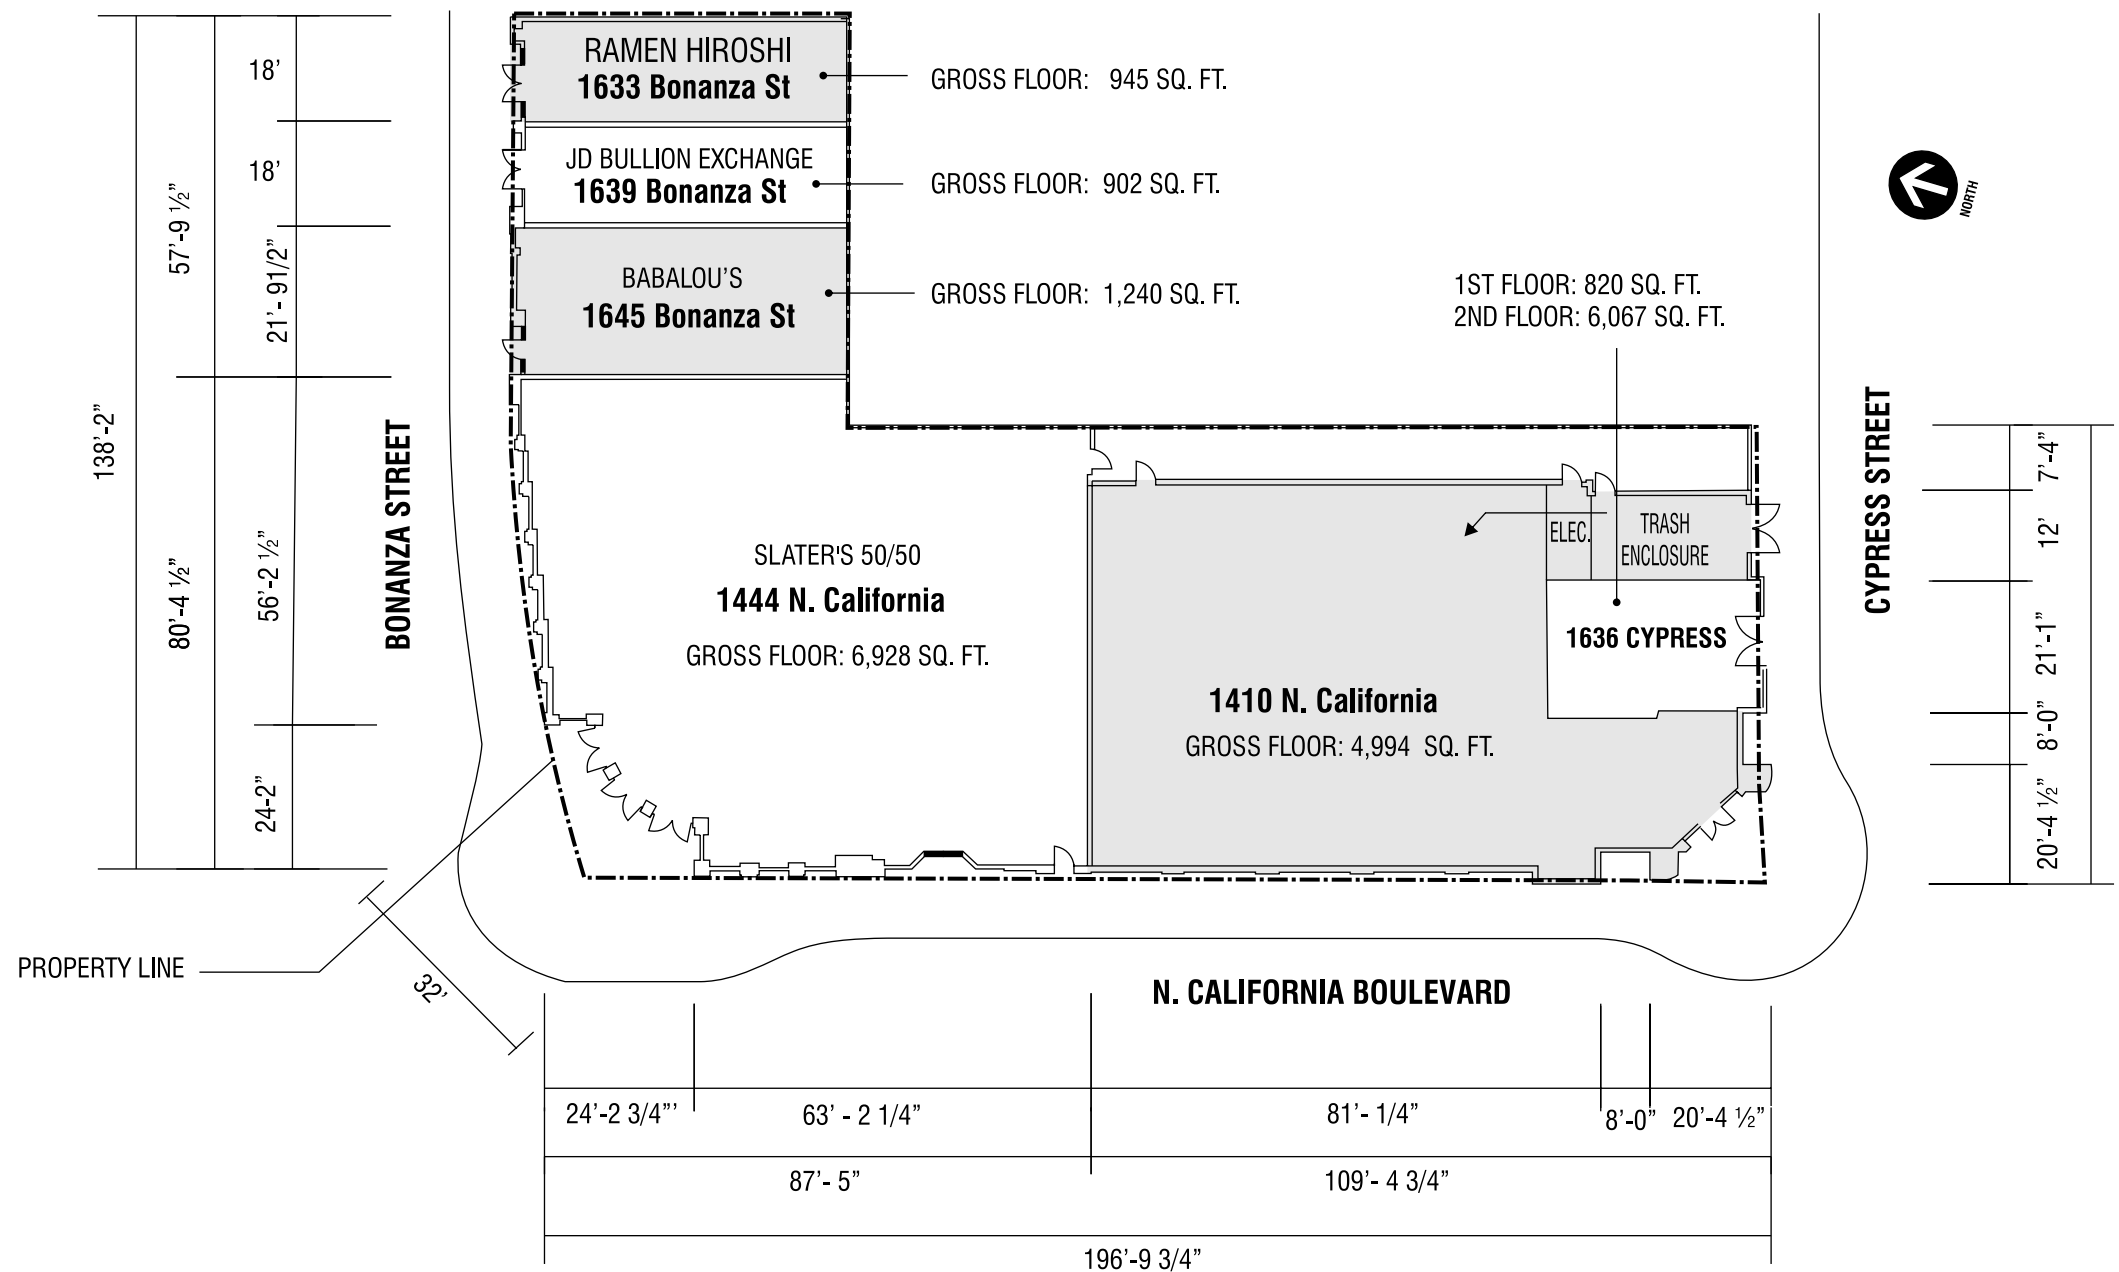 RAMEN HIROSHI
1633 Bonanza St
GROSS FLOOR: 945 SQ. FT.
JD BULLION EXCHANGE
1639 Bonanza St
GROSS FLOOR: 902 SQ. FT.
BABALOU'S
1645 Bonanza St
GROSS FLOOR: 1,240 SQ. FT.
1ST FLOOR: 820 SQ. FT.
2ND FLOOR: 6,067 SQ. FT.
NORTH
18’
18’
21’- 91/2”
57’-9 ½”
138’-2”
80’-4 ½”
56’-2 ½”
24-2”
BONANZA STREET
SLATER'S 50/50
1444 N. California
GROSS FLOOR: 6,928 SQ. FT.
ELEC.
TRASH
ENCLOSURE
1636 CYPRESS
1410 N. California
GROSS FLOOR: 4,994 SQ. FT.
CYPRESS STREET
7’-4”
12’
21’-1”
8’-0”
20’-4 ½”
PROPERTY LINE
32’
N. CALIFORNIA BOULEVARD
24’-2 3/4”’
63’ - 2 1/4”
81’- 1/4”
8’-0”
20’-4 ½”
87’- 5”
109’- 4 3/4”
196’-9 3/4”